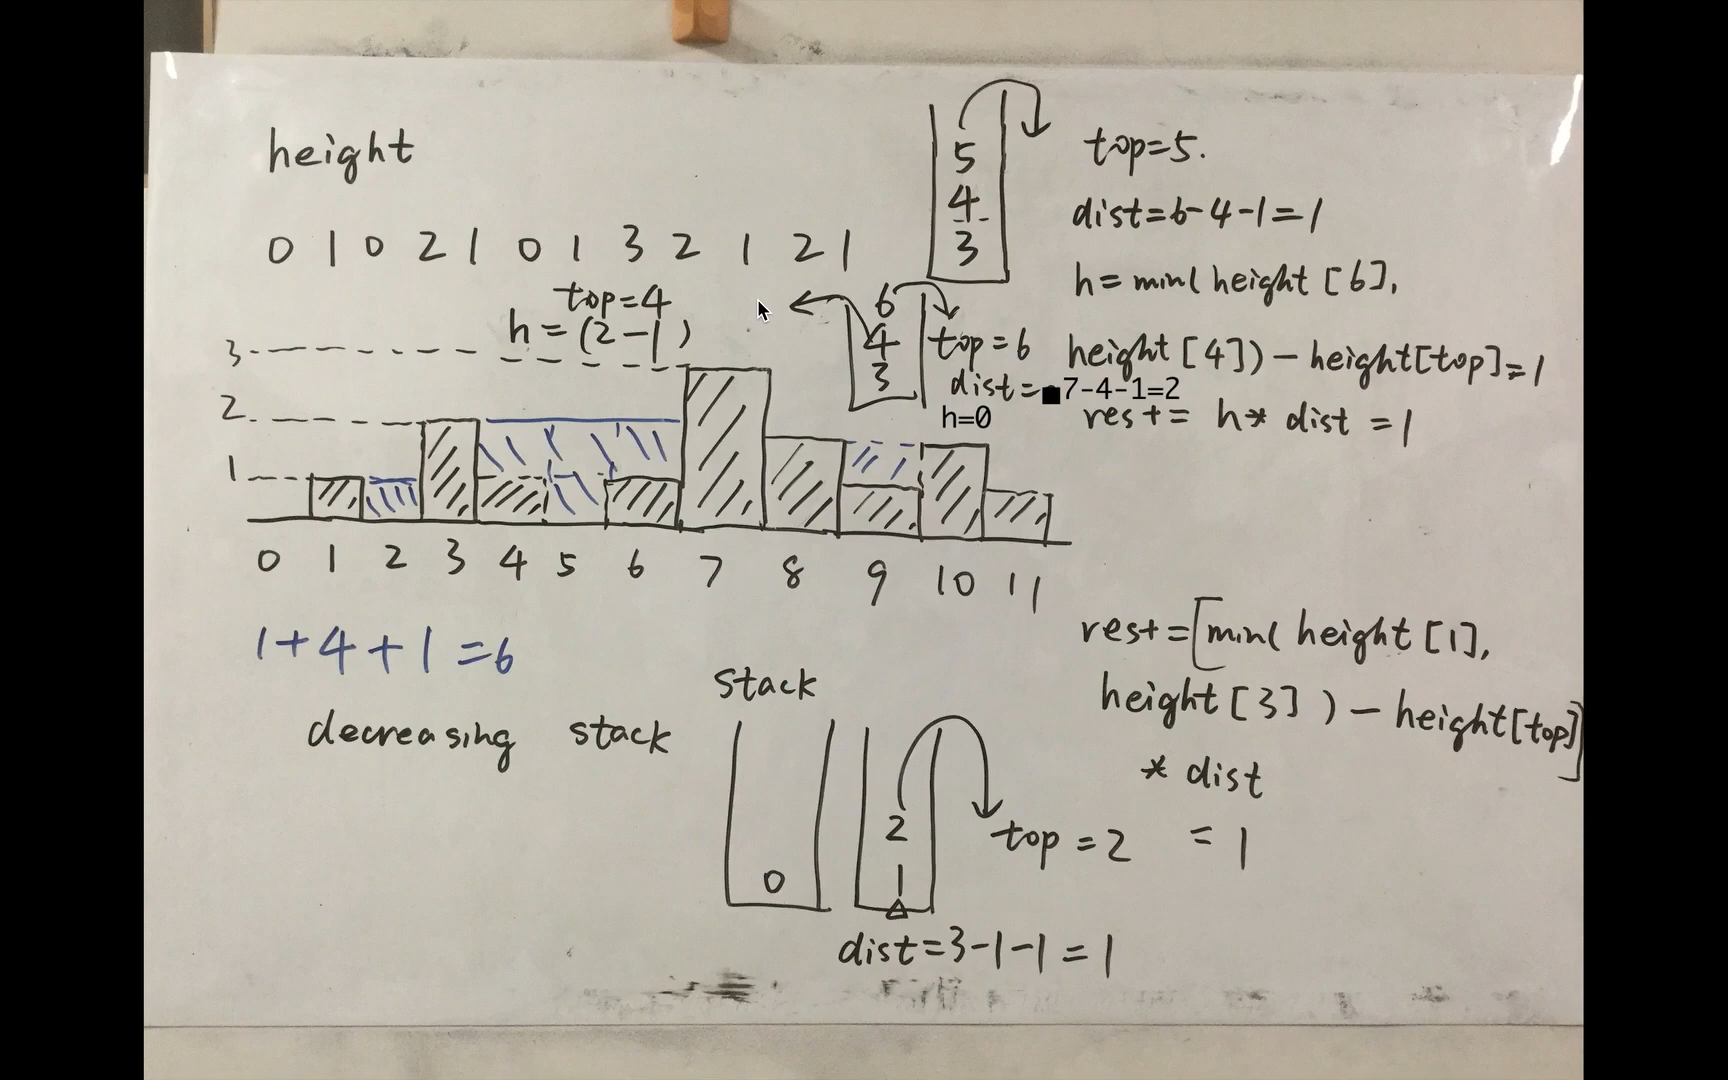 height
0 1 0 2 1 0 1 3 2 1 2 1
top=4
h=(2-1)
3
2
1
0 1 2 3 4 5 6 7 8 9 10 11
1+4+1=6
decreasing stack
5
4
3
top=5.
dist=6-4-1=1
h=min(height[6],
height[4])-height[top]=1
res+= h* dist =1
6
4
3
top=6
dist=7-4-1=2
h=0
res+=[min(height[1],
height[3])-height[top]]
* dist
= 1
stack
0
2
1
top=2
dist=3-1-1=1